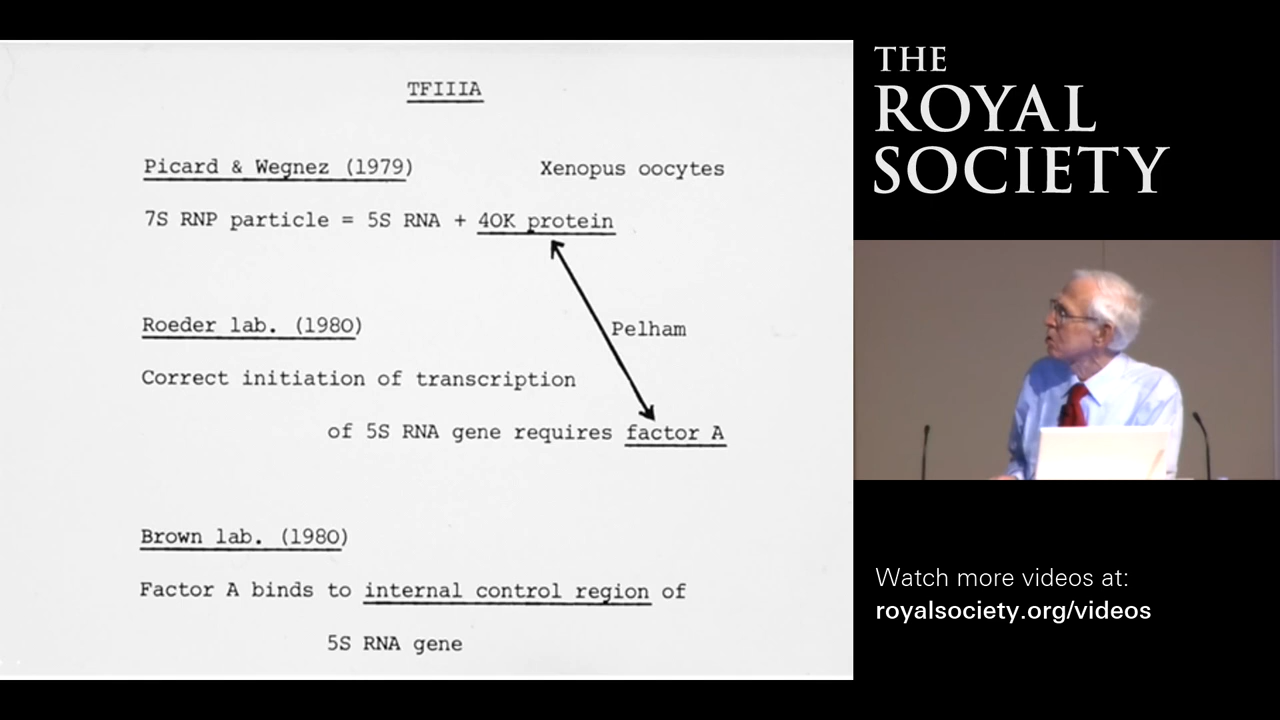 TFIIIA
Picard & Wegnez (1979) Xenopus oocytes
7S RNP particle = 5S RNA + 40K protein
Roeder lab. (1980)
Pelham
Correct initiation of transcription
of 5S RNA gene requires factor A
Brown lab. (1980)
Factor A binds to internal control region of
5S RNA gene
THE
ROYAL
SOCIETY
Watch more videos at:
royalsociety.org/videos